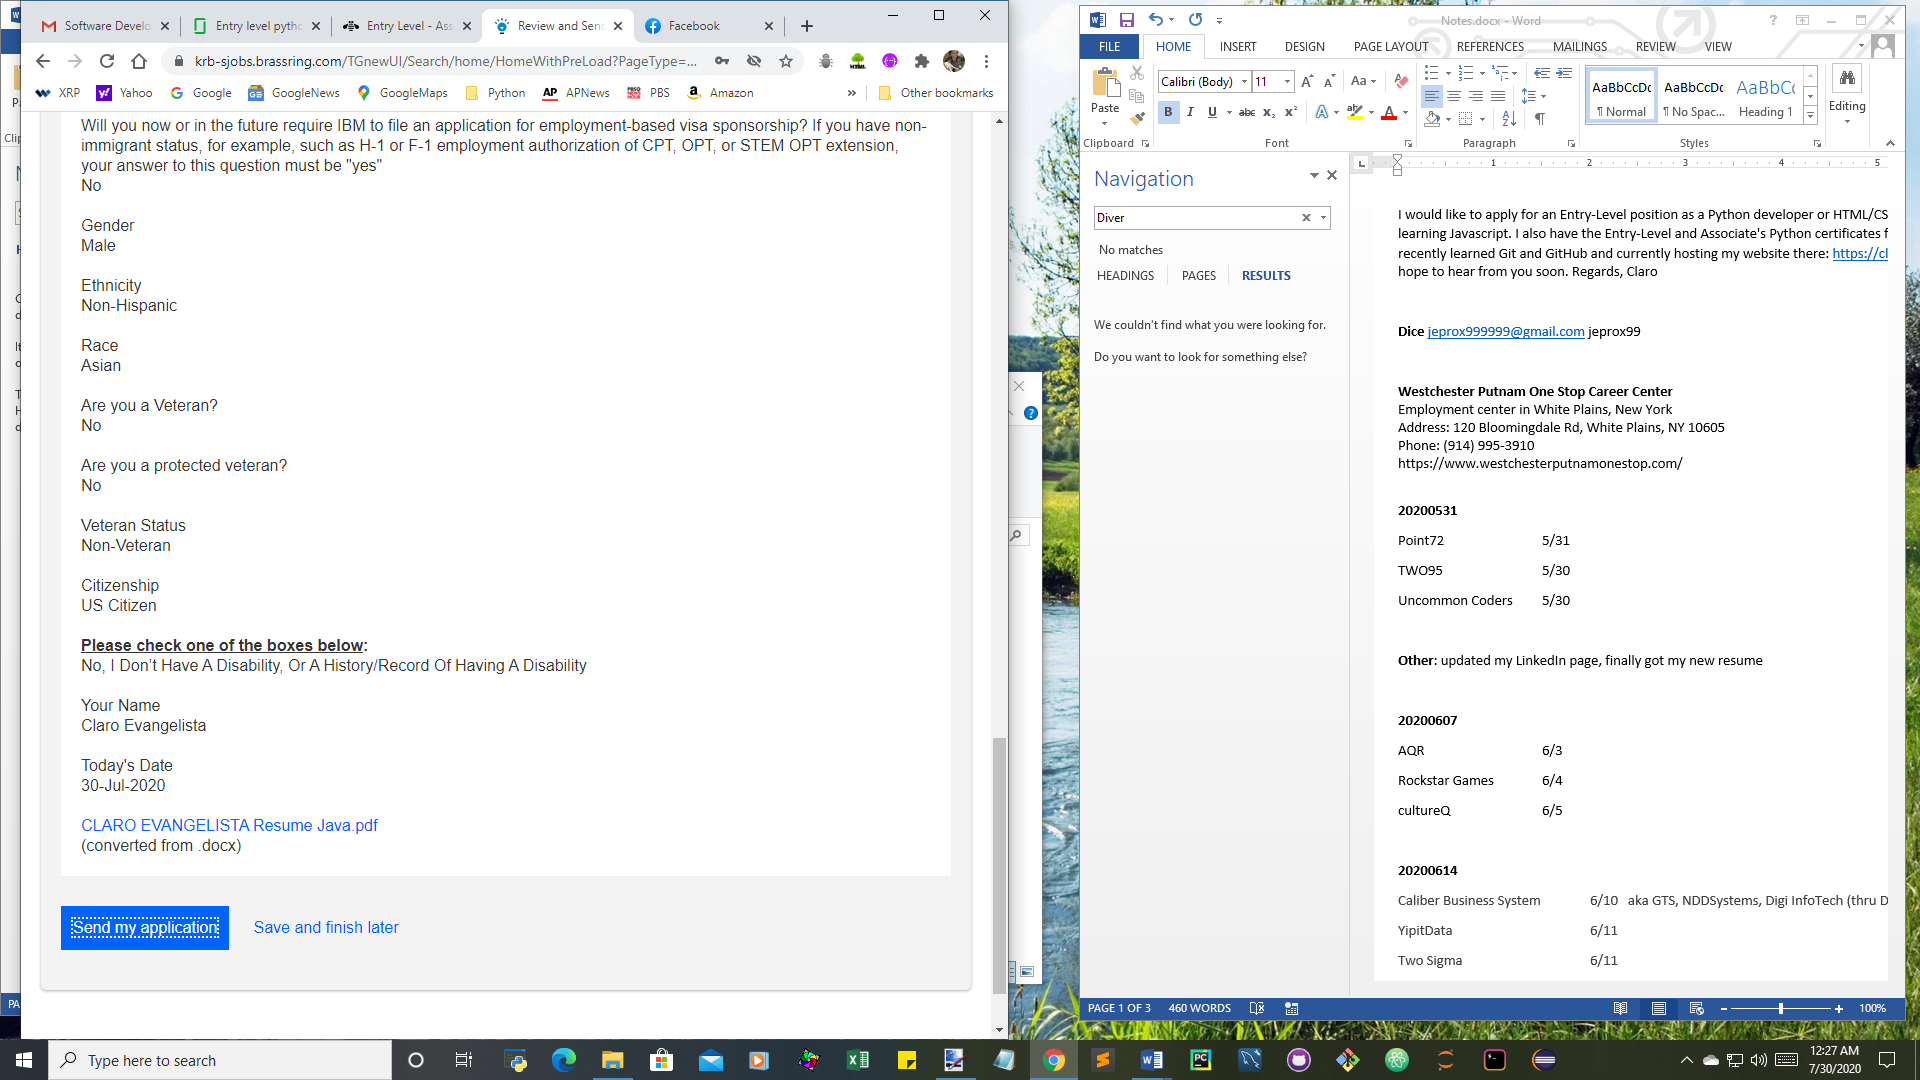 Software Develo
Entry level pytho
Entry Level - Ass
Review and Send
Facebook
krb-sjobs.brassring.com/TGnewUI/Search/home/HomeWithPreLoad?PageType=...
XRP
Yahoo
Google
GoogleNews
GoogleMaps
Python
AP APNews
PBS
Amazon
»
Other bookmarks
Will you now or in the future require IBM to file an application for employment-based visa sponsorship? If you have non-
immigrant status, for example, such as H-1 or F-1 employment authorization of CPT, OPT, or STEM OPT extension,
your answer to this question must be "yes"
No
Gender
Male
Ethnicity
Non-Hispanic
Race
Asian
Are you a Veteran?
No
Are you a protected veteran?
No
Veteran Status
Non-Veteran
Citizenship
US Citizen
Please check one of the boxes below:
No, I Don't Have A Disability, Or A History/Record Of Having A Disability
Your Name
Claro Evangelista
Today's Date
30-Jul-2020
CLARO EVANGELISTA Resume Java.pdf
(converted from .docx)
Send my application
Save and finish later
Notes.docx - Word
FILE HOME INSERT DESIGN PAGE LAYOUT REFERENCES MAILINGS REVIEW VIEW
Paste
Clipboard
Calibri (Body) 11
Font
Paragraph
AaBbCcDc AaBbCcDc AaBbCc
¶ Normal ¶ No Spac... Heading 1
Styles
Editing
Navigation
Diver
No matches
HEADINGS PAGES RESULTS
We couldn't find what you were looking for.
Do you want to look for something else?
1 2 3 4 5
I would like to apply for an Entry-Level position as a Python developer or HTML/CS
learning Javascript. I also have the Entry-Level and Associate's Python certificates f
recently learned Git and GitHub and currently hosting my website there: https://cl
hope to hear from you soon. Regards, Claro
Dice jeprox999999@gmail.com jeprox99
Westchester Putnam One Stop Career Center
Employment center in White Plains, New York
Address: 120 Bloomingdale Rd, White Plains, NY 10605
Phone: (914) 995-3910
https://www.westchesterputnamonestop.com/
20200531
Point72 5/31
TWO95 5/30
Uncommon Coders 5/30
Other: updated my LinkedIn page, finally got my new resume
20200607
AQR 6/3
Rockstar Games 6/4
cultureQ 6/5
20200614
Caliber Business System 6/10 aka GTS, NDDSystems, Digi InfoTech (thru D
YipitData 6/11
Two Sigma 6/11
PAGE 1 OF 3 460 WORDS
100%
Type here to search
12:27 AM
7/30/2020